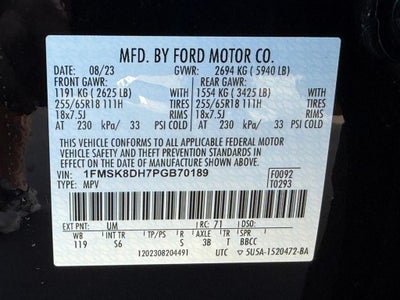 MFD. BY FORD MOTOR CO.
DATE: 08/23 GVWR: 2694 KG ( 5940 LB)
FRONT GAWR: REAR GAWR:
1191 KG ( 2625 LB) 1554 KG ( 3425 LB)
255/65R18 111H TIRES 255/65R18 111H TIRES
18x7.5J RIMS 18x7.5J RIMS
AT 230 kPa/ 33 PSI COLD AT 230 kPa/ 33 PSI COLD
THIS VEHICLE CONFORMS TO ALL APPLICABLE FEDERAL MOTOR
VEHICLE SAFETY AND THEFT PREVENTION STANDARDS IN
EFFECT ON THE DATE OF MANUFACTURE SHOWN ABOVE.
VIN: 1FMSK8DH7PGB70189 F0092
TYPE: MPV T0293
EXT PNT: UM RC: 71 DSO:
WB INT TR TP/PS R AXLE TR SPR
119 S6 5 38 T BBCC
1202308204491 UTC ▽ 5U5A-1520472-BA